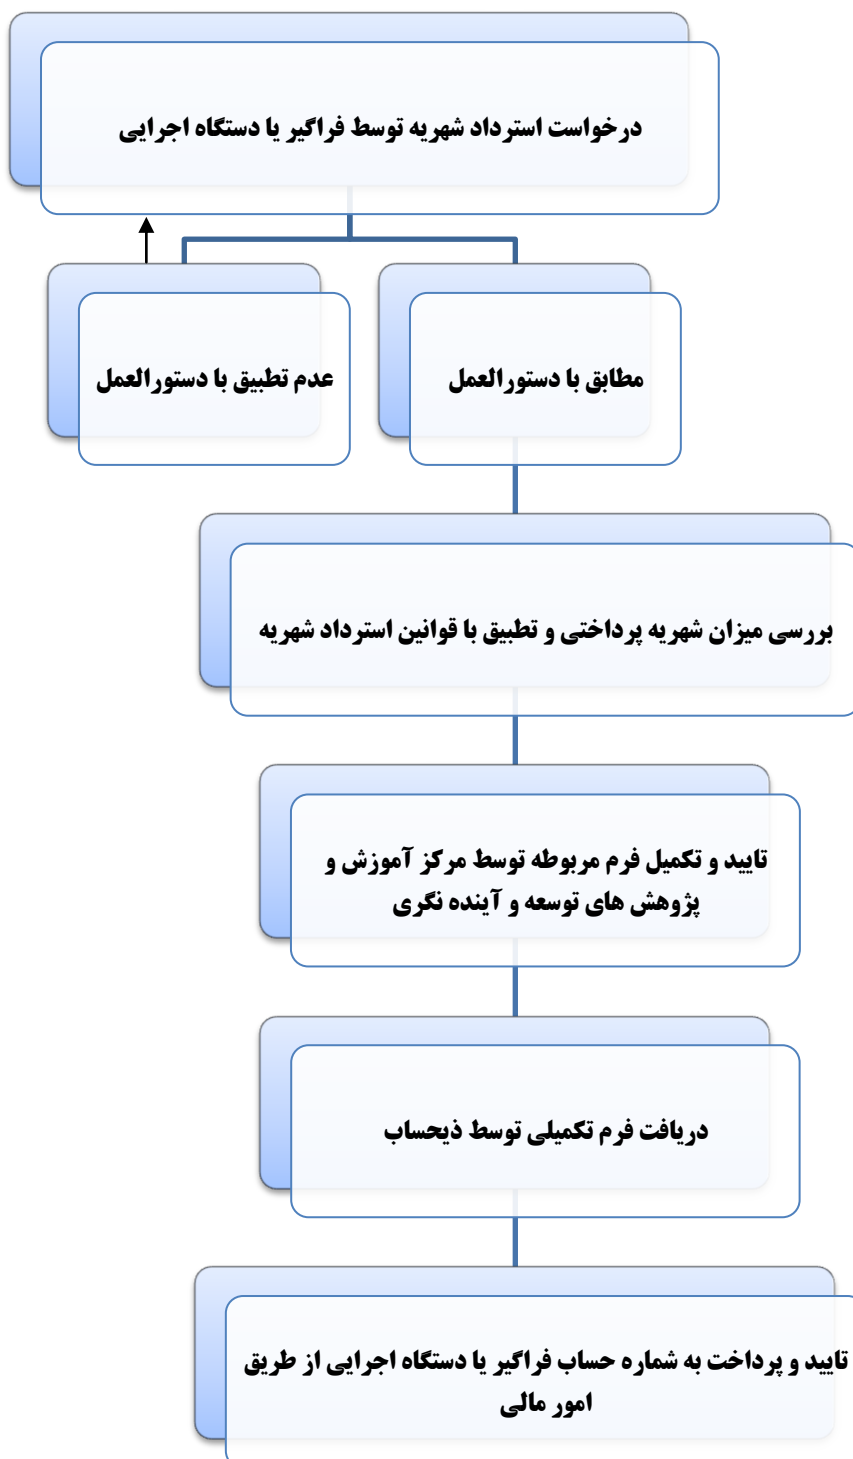 درخواست استرداد شهریه توسط فراگیر یا دستگاه اجرایی
مطابق با دستورالعمل
عدم تطبیق با دستورالعمل
بررسی میزان شهریه پرداختی و تطبیق با قوانین استرداد شهریه
تایید و تکمیل فرم مربوطه توسط مرکز آموزش و
پژوهش های توسعه و آینده نگری
دریافت فرم تکمیلی توسط ذیحساب
تایید و پرداخت به شماره حساب فراگیر یا دستگاه اجرایی از طریق
امور مالی